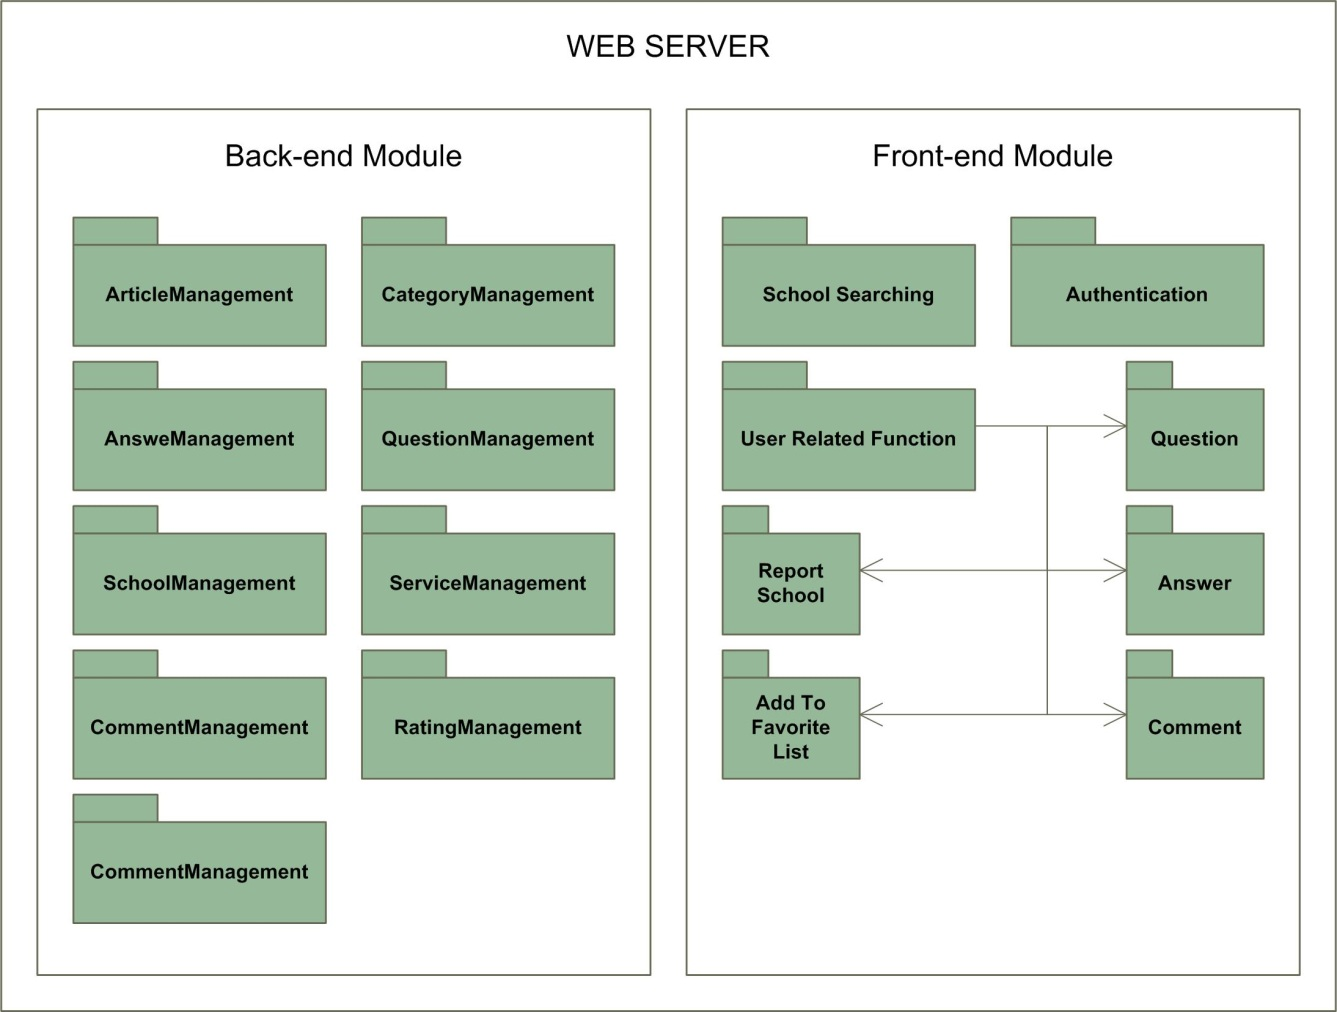 WEB SERVER
Back-end Module
ArticleManagement
CategoryManagement
AnsweManagement
QuestionManagement
SchoolManagement
ServiceManagement
CommentManagement
RatingManagement
CommentManagement
Front-end Module
School Searching
Authentication
User Related Function
Question
Report
School
Answer
Add To
Favorite
List
Comment